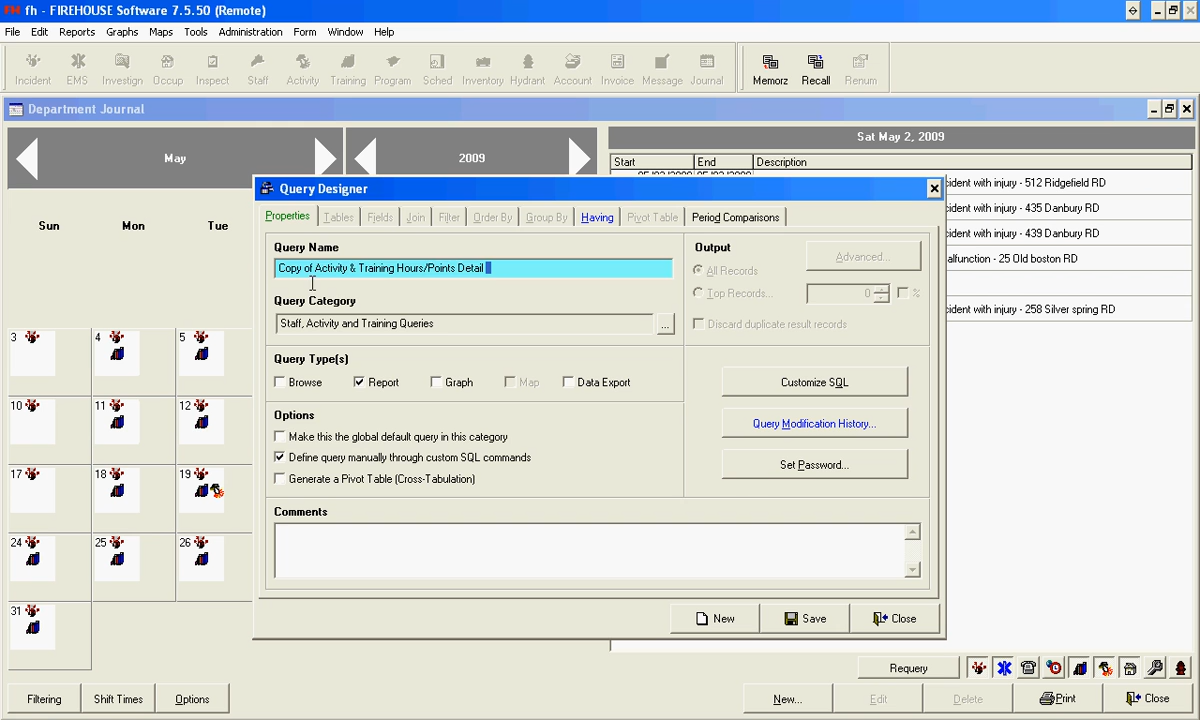 FH fh - FIREHOUSE Software 7.5.50 (Remote)
File Edit Reports Graphs Maps Tools Administration Form Window Help
Incident EMS Investign Occup Inspect Staff Activity Training Program Sched Inventory Hydrant Account Invoice Message Journal Memorz Recall Renum
Department Journal
May 2009
Sat May 2, 2009
Start End Description
Query Designer
cident with injury - 512 Ridgefield RD
Properties Tables Fields Join Filter Order By Group By Having Pivot Table Period Comparisons
cident with injury - 435 Danbury RD
Sun Mon Tue
cident with injury - 439 Danbury RD
Query Name
Output
Copy of Activity & Training Hours/Points Detail
Advanced...
alfunction - 25 Old boston RD
All Records
Query Category
Top Records... 0 %
cident with injury - 258 Silver spring RD
Staff, Activity and Training Queries ...
Discard duplicate result records
3 4 5
Query Type(s)
Browse Report Graph Map Data Export
Customize SQL
10 11 12
Options
Query Modification History...
Make this the global default query in this category
Define query manually through custom SQL commands
Set Password...
17 18 19
Generate a Pivot Table (Cross-Tabulation)
Comments
24 25 26
31
New Save Close
Requery
Filtering Shift Times Options New... Edit Delete Print Close